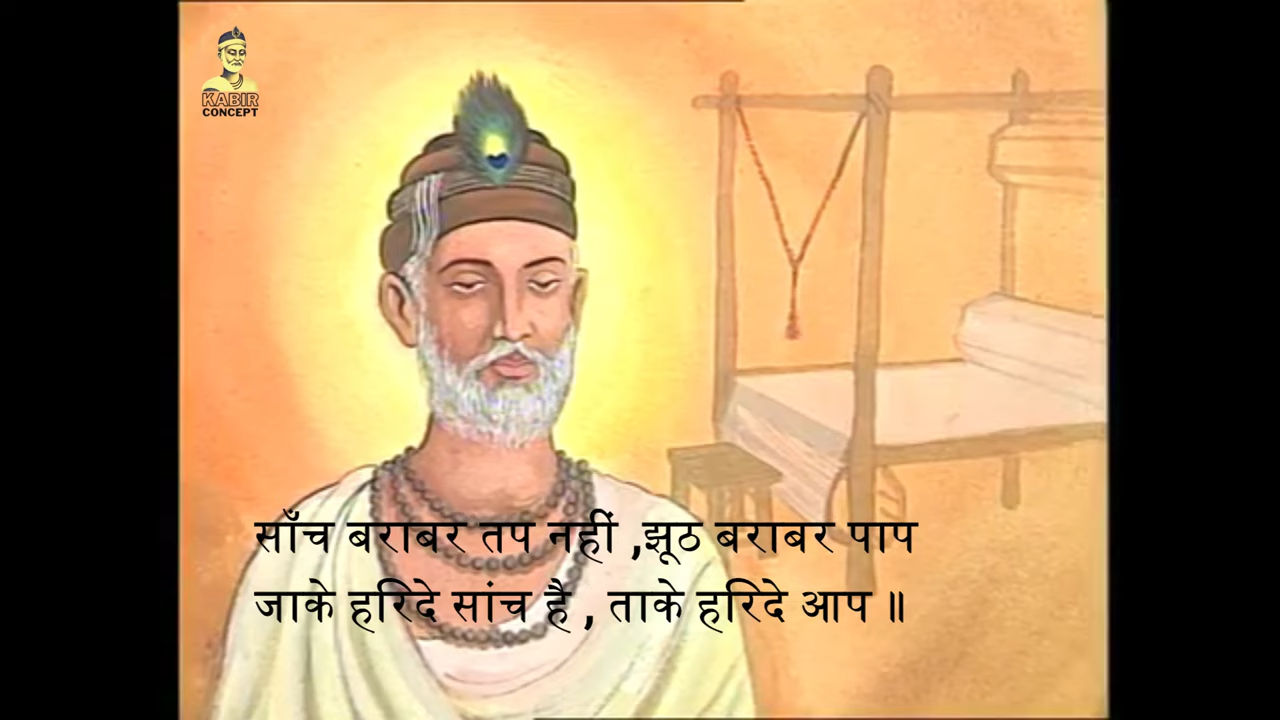 KABIR
CONCEPT
साँच बराबर तप नहीं ,झूठ बराबर पाप
जाके हरिदे सांच है , ताके हरिदे आप ॥